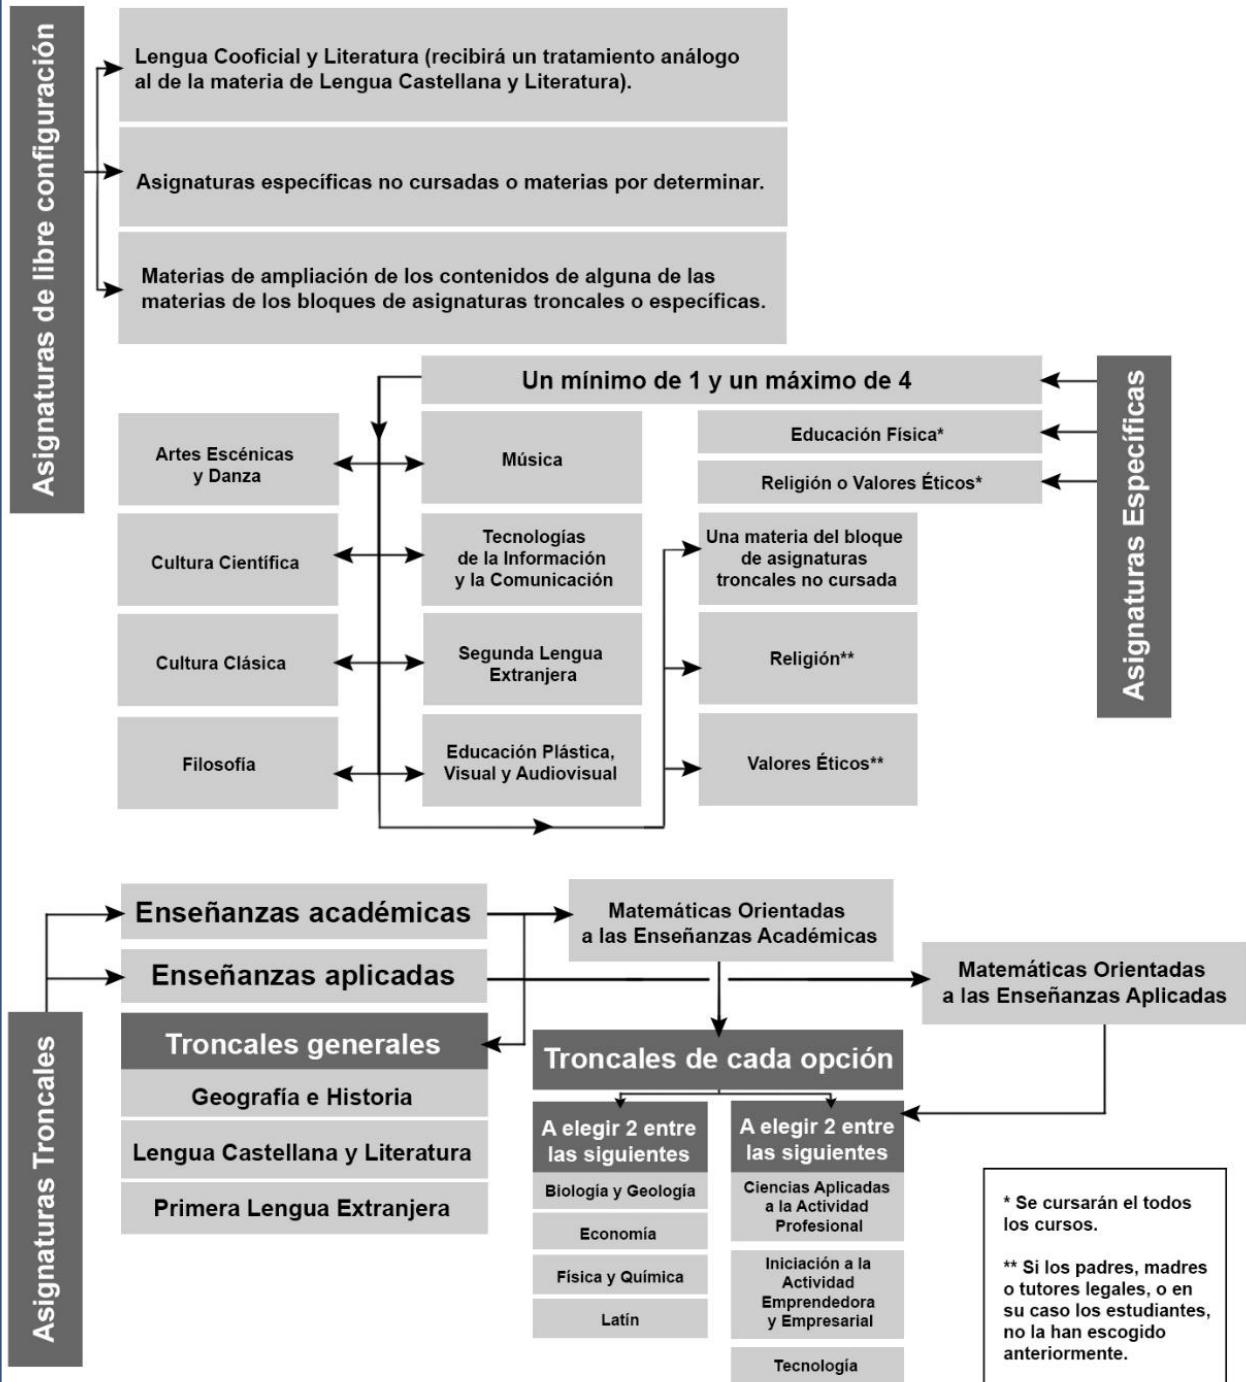 Asignaturas de libre configuración
Lengua Cooficial y Literatura (recibirá un tratamiento análogo
al de la materia de Lengua Castellana y Literatura).
Asignaturas específicas no cursadas o materias por determinar.
Materias de ampliación de los contenidos de alguna de las
materias de los bloques de asignaturas troncales o específicas.
Asignaturas Específicas
Un mínimo de 1 y un máximo de 4
Educación Física*
Religión o Valores Éticos*
Artes Escénicas
y Danza
Música
Cultura Científica
Tecnologías
de la Información
y la Comunicación
Una materia del bloque
de asignaturas
troncales no cursada
Cultura Clásica
Segunda Lengua
Extranjera
Religión**
Filosofía
Educación Plástica,
Visual y Audiovisual
Valores Éticos**
Asignaturas Troncales
Enseñanzas académicas
Matemáticas Orientadas
a las Enseñanzas Académicas
Enseñanzas aplicadas
Matemáticas Orientadas
a las Enseñanzas Aplicadas
Troncales generales
Geografía e Historia
Lengua Castellana y Literatura
Primera Lengua Extranjera
Troncales de cada opción
A elegir 2 entre
las siguientes
Biología y Geología
Economía
Física y Química
Latín
A elegir 2 entre
las siguientes
Ciencias Aplicadas
a la Actividad
Profesional
Iniciación a la
Actividad
Emprendedora
y Empresarial
Tecnología
* Se cursarán el todos
los cursos.
** Si los padres, madres
o tutores legales, o en
su caso los estudiantes,
no la han escogido
anteriormente.